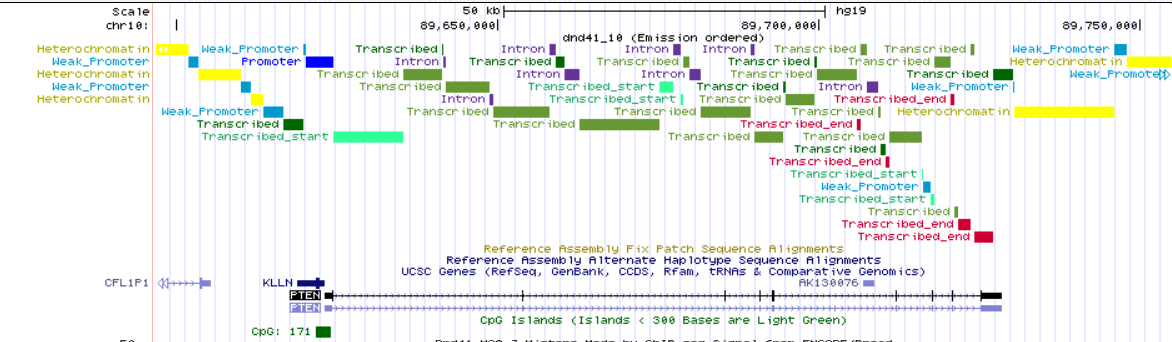 Scale 50 kb hg19
chr10: 89,650,000 89,700,000 89,750,000
dnd41_10 (Emission ordered)
Heterochromatin Weak_Promoter Transcribed Intron Intron Intron Transcribed Transcribed Weak_Promoter
Weak_Promoter Promoter Intron Transcribed Transcribed Transcribed Transcribed Heterochromatin
Heterochromatin Transcribed Intron Intron Transcribed Transcribed
Weak_Promoter Transcribed Transcribed_start Transcribed Intron Weak_Promoter
Heterochromatin Intron Transcribed_start Transcribed Transcribed_end
Weak_Promoter Transcribed Transcribed Transcribed Heterochromatin
Transcribed Transcribed Transcribed_end
Transcribed_start Transcribed Transcribed
Transcribed
Transcribed_end
Transcribed_start
Weak_Promoter
Transcribed_start
Transcribed
Transcribed_end
Transcribed_end
Reference Assembly Fix Patch Sequence Alignments
Reference Assembly Alternate Haplotype Sequence Alignments
UCSC Genes (RefSeq, GenBank, CCDS, Rfam, tRNAs & Comparative Genomics)
CFL1P1 KLLN AK130076
PTEN
PTEN
CpG Islands (Islands < 300 Bases are Light Green)
CpG: 171